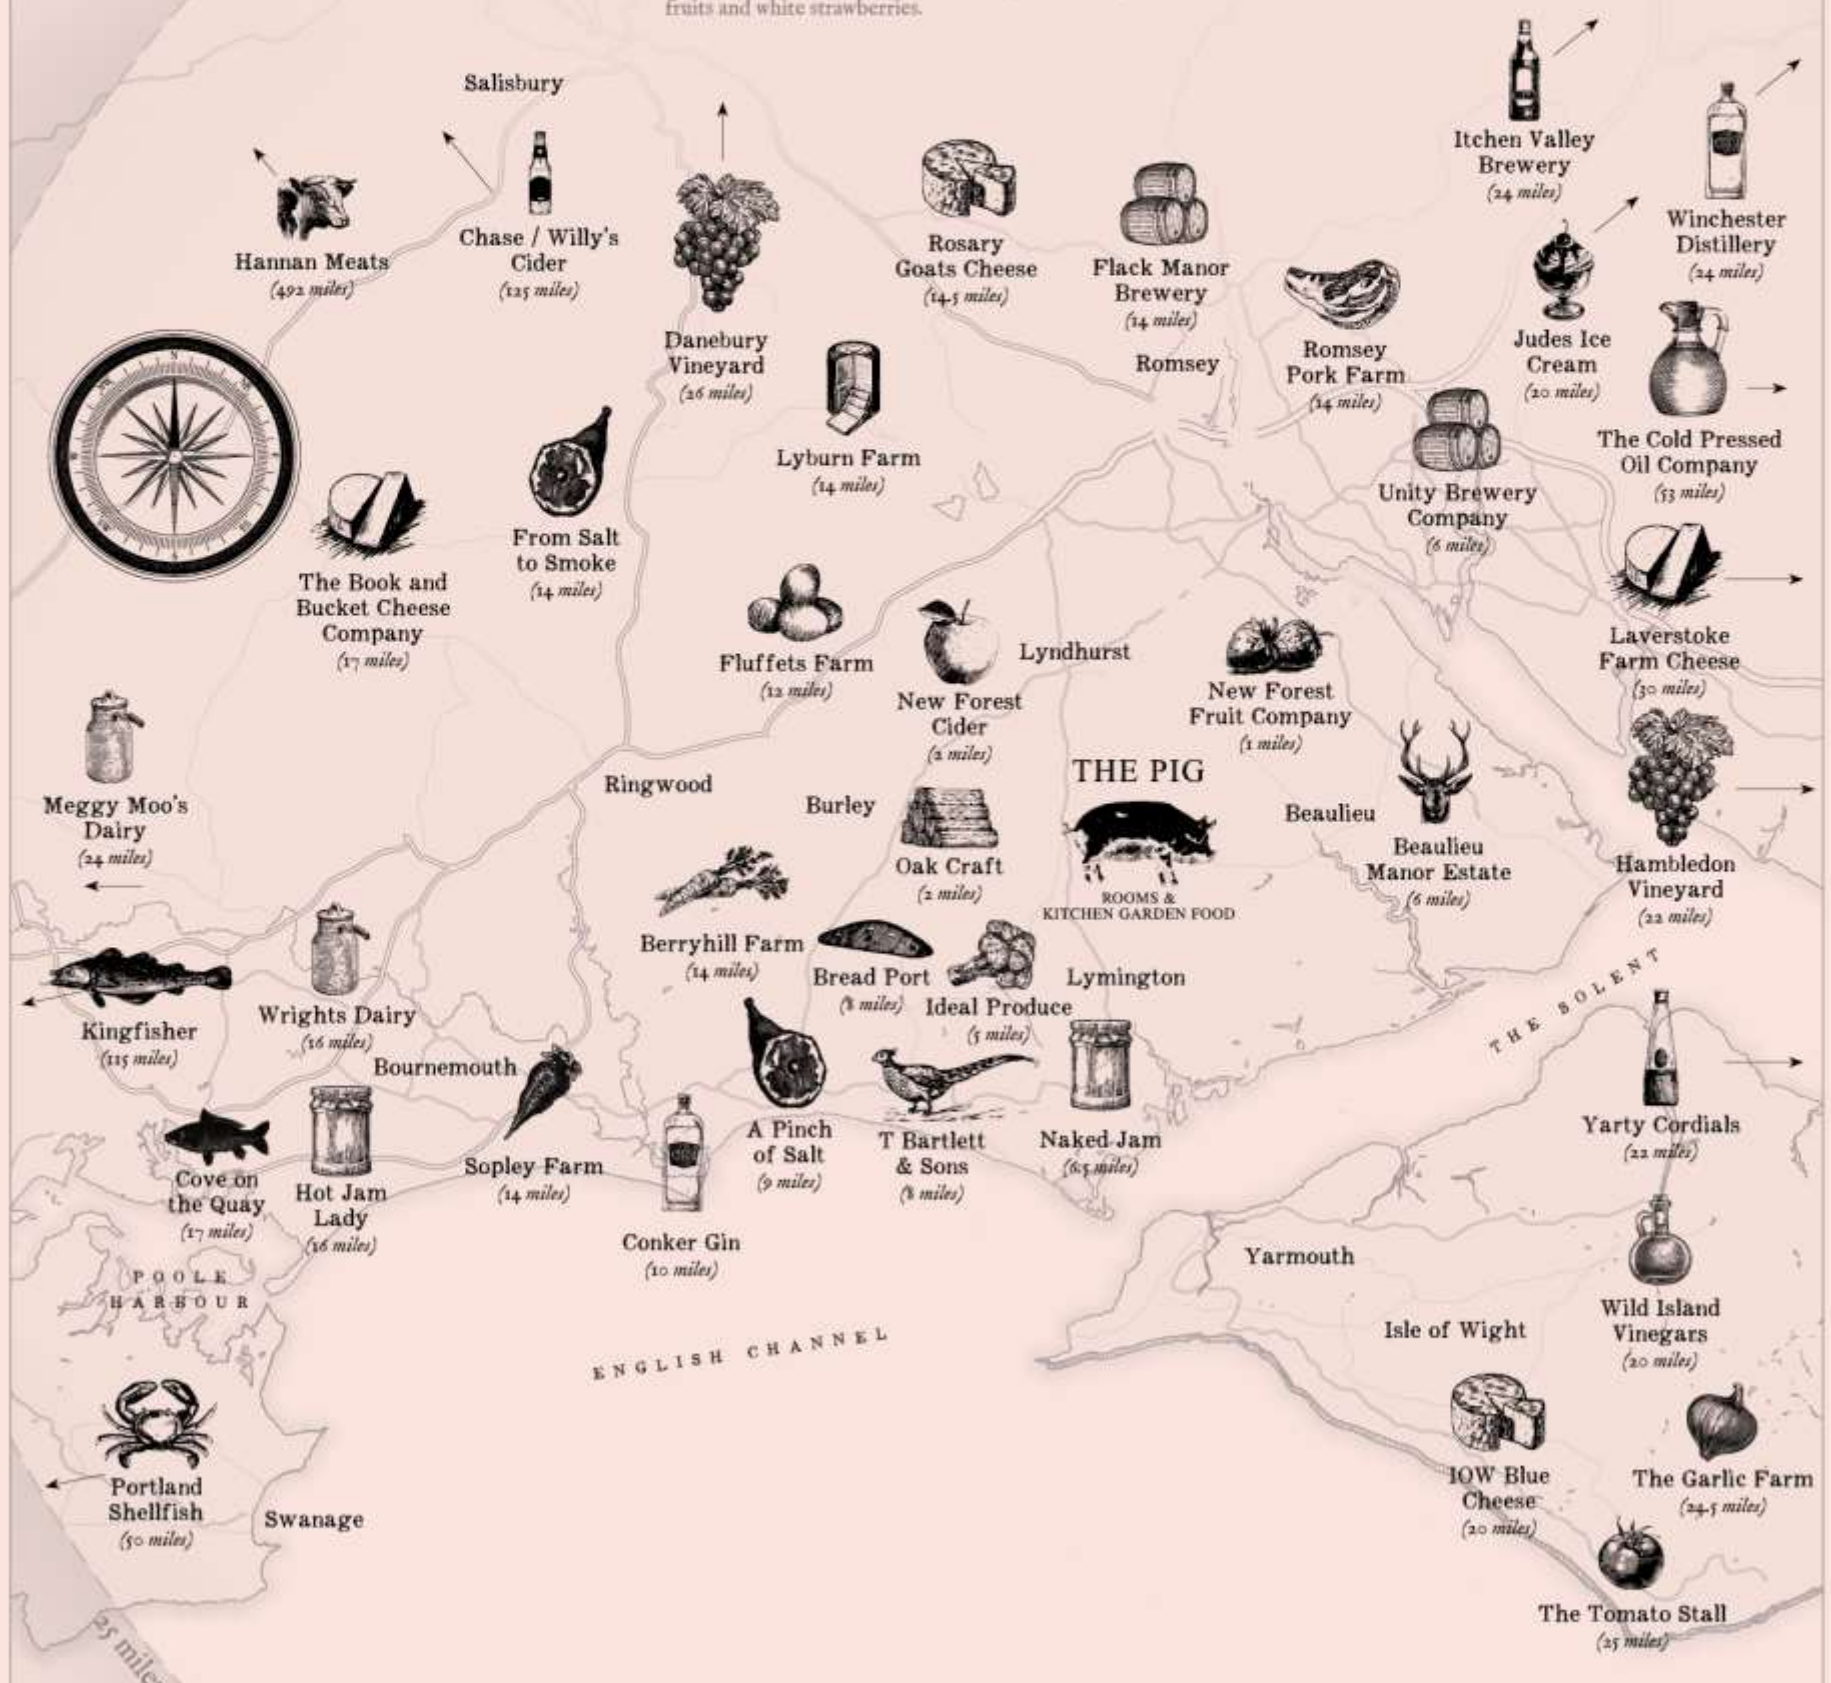 fruits and white strawberries.
Salisbury
Itchen Valley
Brewery
(24 miles)
Winchester
Distillery
(24 miles)
Hannan Meats
(492 miles)
Chase / Willy's
Cider
(125 miles)
Danebury
Vineyard
(26 miles)
Rosary
Goats Cheese
(14.5 miles)
Flack Manor
Brewery
(14 miles)
Romsey
Romsey
Pork Farm
(14 miles)
Judes Ice
Cream
(20 miles)
The Cold Pressed
Oil Company
(53 miles)
Lyburn Farm
(14 miles)
Unity Brewery
Company
(6 miles)
From Salt
to Smoke
(14 miles)
The Book and
Bucket Cheese
Company
(17 miles)
Fluffets Farm
(12 miles)
New Forest
Cider
(2 miles)
Lyndhurst
New Forest
Fruit Company
(1 miles)
Laverstoke
Farm Cheese
(30 miles)
Meggy Moo's
Dairy
(24 miles)
Ringwood
Burley
Oak Craft
(2 miles)
THE PIG
ROOMS &
KITCHEN GARDEN FOOD
Beaulieu
Beaulieu
Manor Estate
(6 miles)
Hambledon
Vineyard
(22 miles)
Berryhill Farm
(14 miles)
Bread Port
(8 miles)
Ideal Produce
(5 miles)
Lymington
THE SOLENT
Kingfisher
(115 miles)
Wrights Dairy
(16 miles)
Bournemouth
Cove on
the Quay
(17 miles)
Hot Jam
Lady
(16 miles)
Sopley Farm
(14 miles)
Conker Gin
(10 miles)
A Pinch
of Salt
(9 miles)
T Bartlett
& Sons
(8 miles)
Naked Jam
(6.5 miles)
Yarty Cordials
(22 miles)
POOLE
HARBOUR
Yarmouth
Wild Island
Vinegars
(20 miles)
ENGLISH CHANNEL
Isle of Wight
Portland
Shellfish
(50 miles)
Swanage
IOW Blue
Cheese
(20 miles)
The Garlic Farm
(24.5 miles)
The Tomato Stall
(25 miles)
25 miles